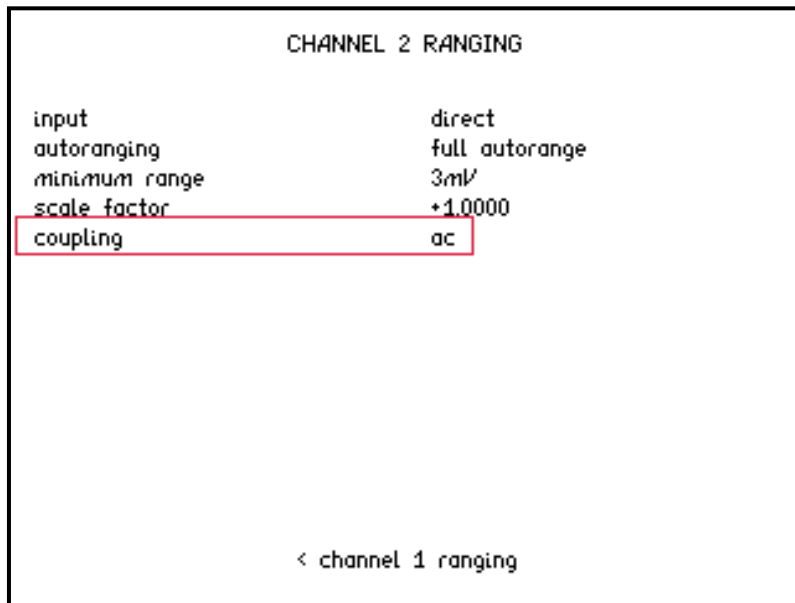 CHANNEL 2 RANGING
input direct
autoranging full autorange
minimum range 3mV
scale factor +1.0000
coupling ac
< channel 1 ranging